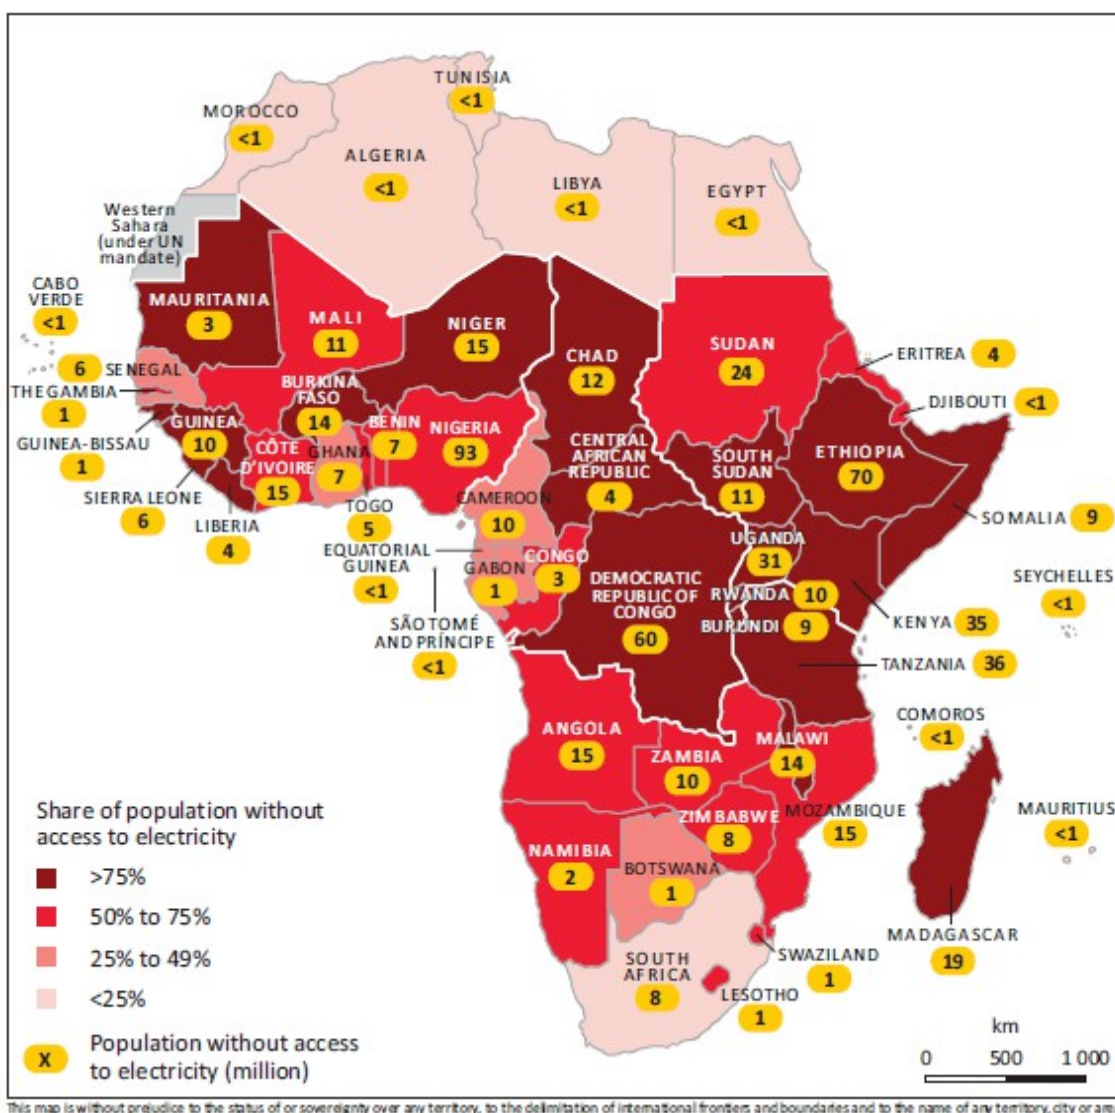 TUNISIA
<1
MOROCCO
<1
ALGERIA
<1
LIBYA
<1
EGYPT
<1
Western
Sahara
(under UN
mandate)
CABO
VERDE
<1
MAURITANIA
3
MALI
11
NIGER
15
CHAD
12
SUDAN
24
ERITREA 4
6 SENEGAL
THE GAMBIA
1
BURKINA
FASO
14
DJIBOUTI <1
GUINEA-BISSAU
1
GUINEA
10
CÔTE
D'IVOIRE
15
GHANA
7
BENIN
7
NIGERIA
93
CENTRAL
AFRICAN
REPUBLIC
4
SOUTH
SUDAN
11
ETHIOPIA
70
SIERRA LEONE
6
LIBERIA
4
TOGO
5
CAMEROON
10
SOMALIA 9
EQUATORIAL
GUINEA
<1
GABON
1
CONGO
3
DEMOCRATIC
REPUBLIC OF
CONGO
60
UGANDA
31
RWANDA 10
BURUNDI 9
SEYCHELLES
<1
KENYA 35
SÃO TOMÉ
AND PRÍNCIPE
<1
TANZANIA 36
COMOROS
<1
ANGOLA
15
ZAMBIA
10
MALAWI
14
MOZAMBIQUE
15
ZIMBABWE
8
MAURITIUS
<1
NAMIBIA
2
BOTSWANA
1
MADAGASCAR
19
SOUTH
AFRICA
8
SWAZILAND
1
LESOTHO
1
Share of population without
access to electricity
>75%
50% to 75%
25% to 49%
<25%
X Population without access
to electricity (million)
km
0 500 1 000
This map is without prejudice to the status of or sovereignty over any territory, to the delimitation of international frontiers and boundaries and to the name of any territory, city or